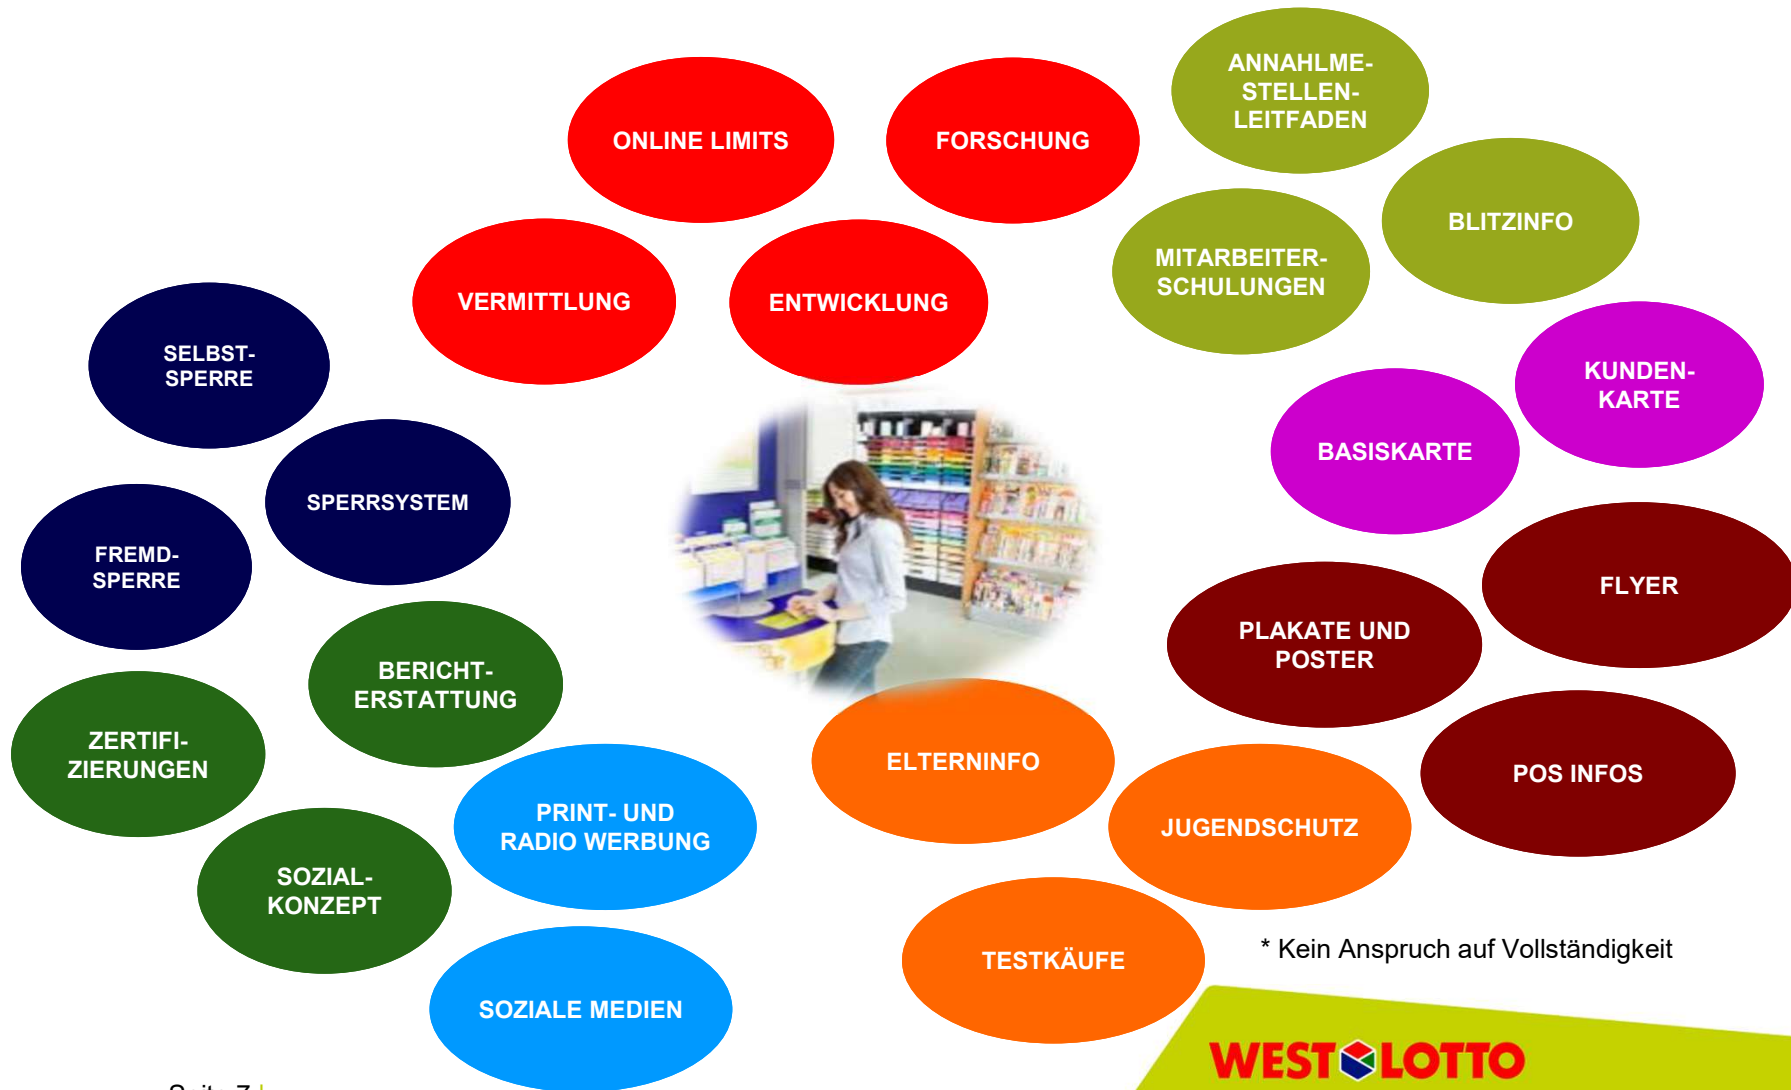 ANNAHLME-
STELLEN-
LEITFADEN
ONLINE LIMITS
FORSCHUNG
BLITZINFO
MITARBEITER-
SCHULUNGEN
VERMITTLUNG
ENTWICKLUNG
SELBST-
SPERRE
KUNDEN-
KARTE
BASISKARTE
SPERRSYSTEM
FREMD-
SPERRE
FLYER
PLAKATE UND
POSTER
BERICHT-
ERSTATTUNG
ZERTIFI-
ZIERUNGEN
ELTERNINFO
POS INFOS
PRINT- UND
RADIO WERBUNG
JUGENDSCHUTZ
SOZIAL-
KONZEPT
TESTKÄUFE
* Kein Anspruch auf Vollständigkeit
SOZIALE MEDIEN
WEST LOTTO
Seite 7 |